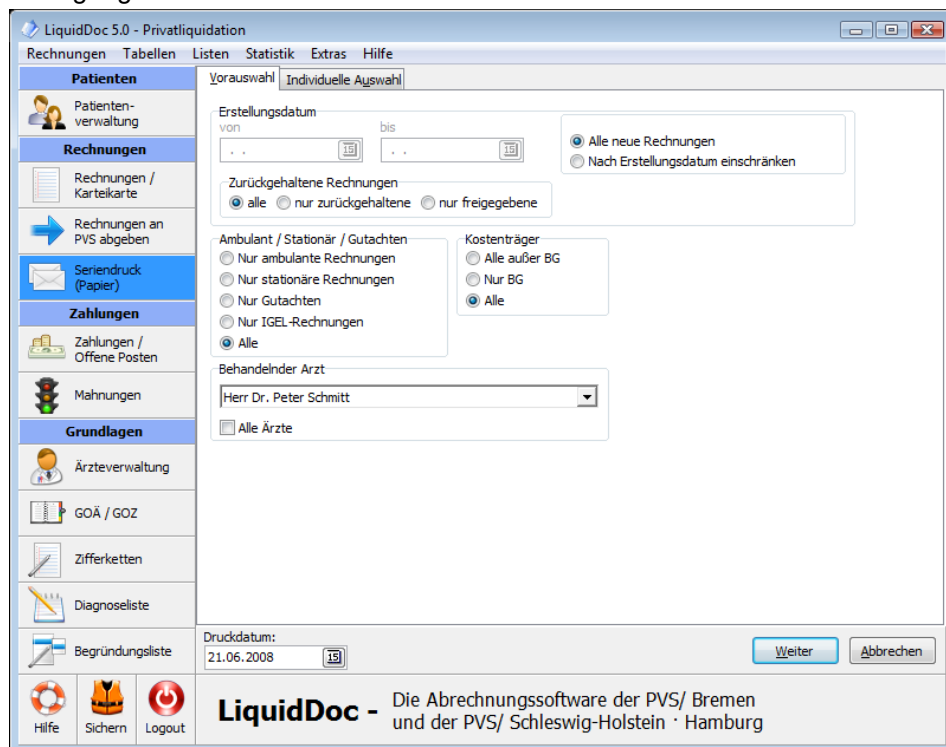 LiquidDoc 5.0 - Privatliquidation
Rechnungen Tabellen Listen Statistik Extras Hilfe
Patienten
Patienten-
verwaltung
Rechnungen
Rechnungen /
Karteikarte
Rechnungen an
PVS abgeben
Seriendruck
(Papier)
Zahlungen
Zahlungen /
Offene Posten
Mahnungen
Grundlagen
Ärzteverwaltung
GOÄ / GOZ
Zifferketten
Diagnoseliste
Begründungsliste
Hilfe Sichern Logout
Vorauswahl Individuelle Auswahl
Erstellungsdatum
von bis
. . 15 . . 15
Alle neue Rechnungen
Nach Erstellungsdatum einschränken
Zurückgehaltene Rechnungen
alle nur zurückgehaltene nur freigegebene
Ambulant / Stationär / Gutachten
Nur ambulante Rechnungen
Nur stationäre Rechnungen
Nur Gutachten
Nur IGEL-Rechnungen
Alle
Kostenträger
Alle außer BG
Nur BG
Alle
Behandelnder Arzt
Herr Dr. Peter Schmitt
Alle Ärzte
Druckdatum:
21.06.2008 15
Weiter Abbrechen
LiquidDoc - Die Abrechnungssoftware der PVS/ Bremen
und der PVS/ Schleswig-Holstein · Hamburg